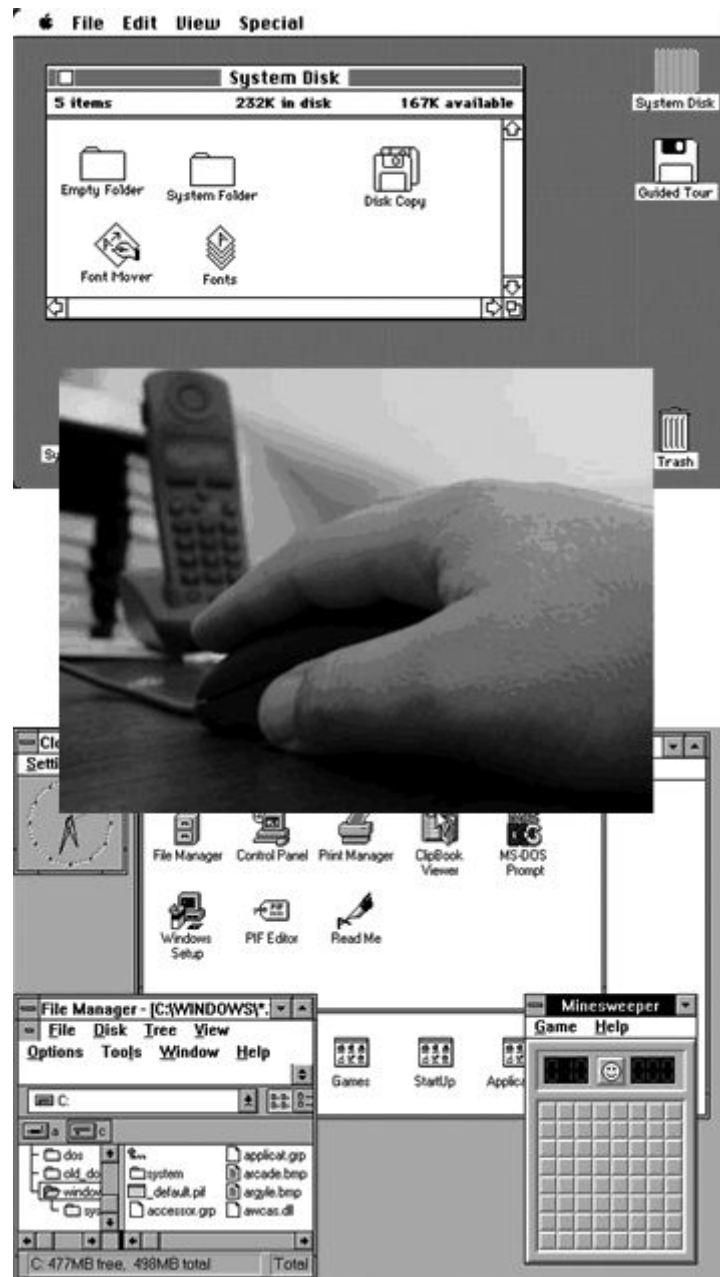 File Edit View Special
System Disk
5 items 232K in disk 167K available
System Disk
Empty Folder
System Folder
Disk Copy
Guided Tour
Font Mover
Fonts
Trash
File Manager
Control Panel
Print Manager
ClipBook Viewer
MS-DOS Prompt
Windows Setup
PIF Editor
Read Me
File Manager - [C:\WINDOWS\*.
File Disk Tree View
Options Tools Window Help
C:
a c
dos
old_do
window
sys
system
_default.pif
accessor.grp
applicat.grp
arcade.bmp
argyle.bmp
awcas.dll
C: 477MB free, 498MB total Total
Games
StartUp
Applica
Minesweeper
Game Help